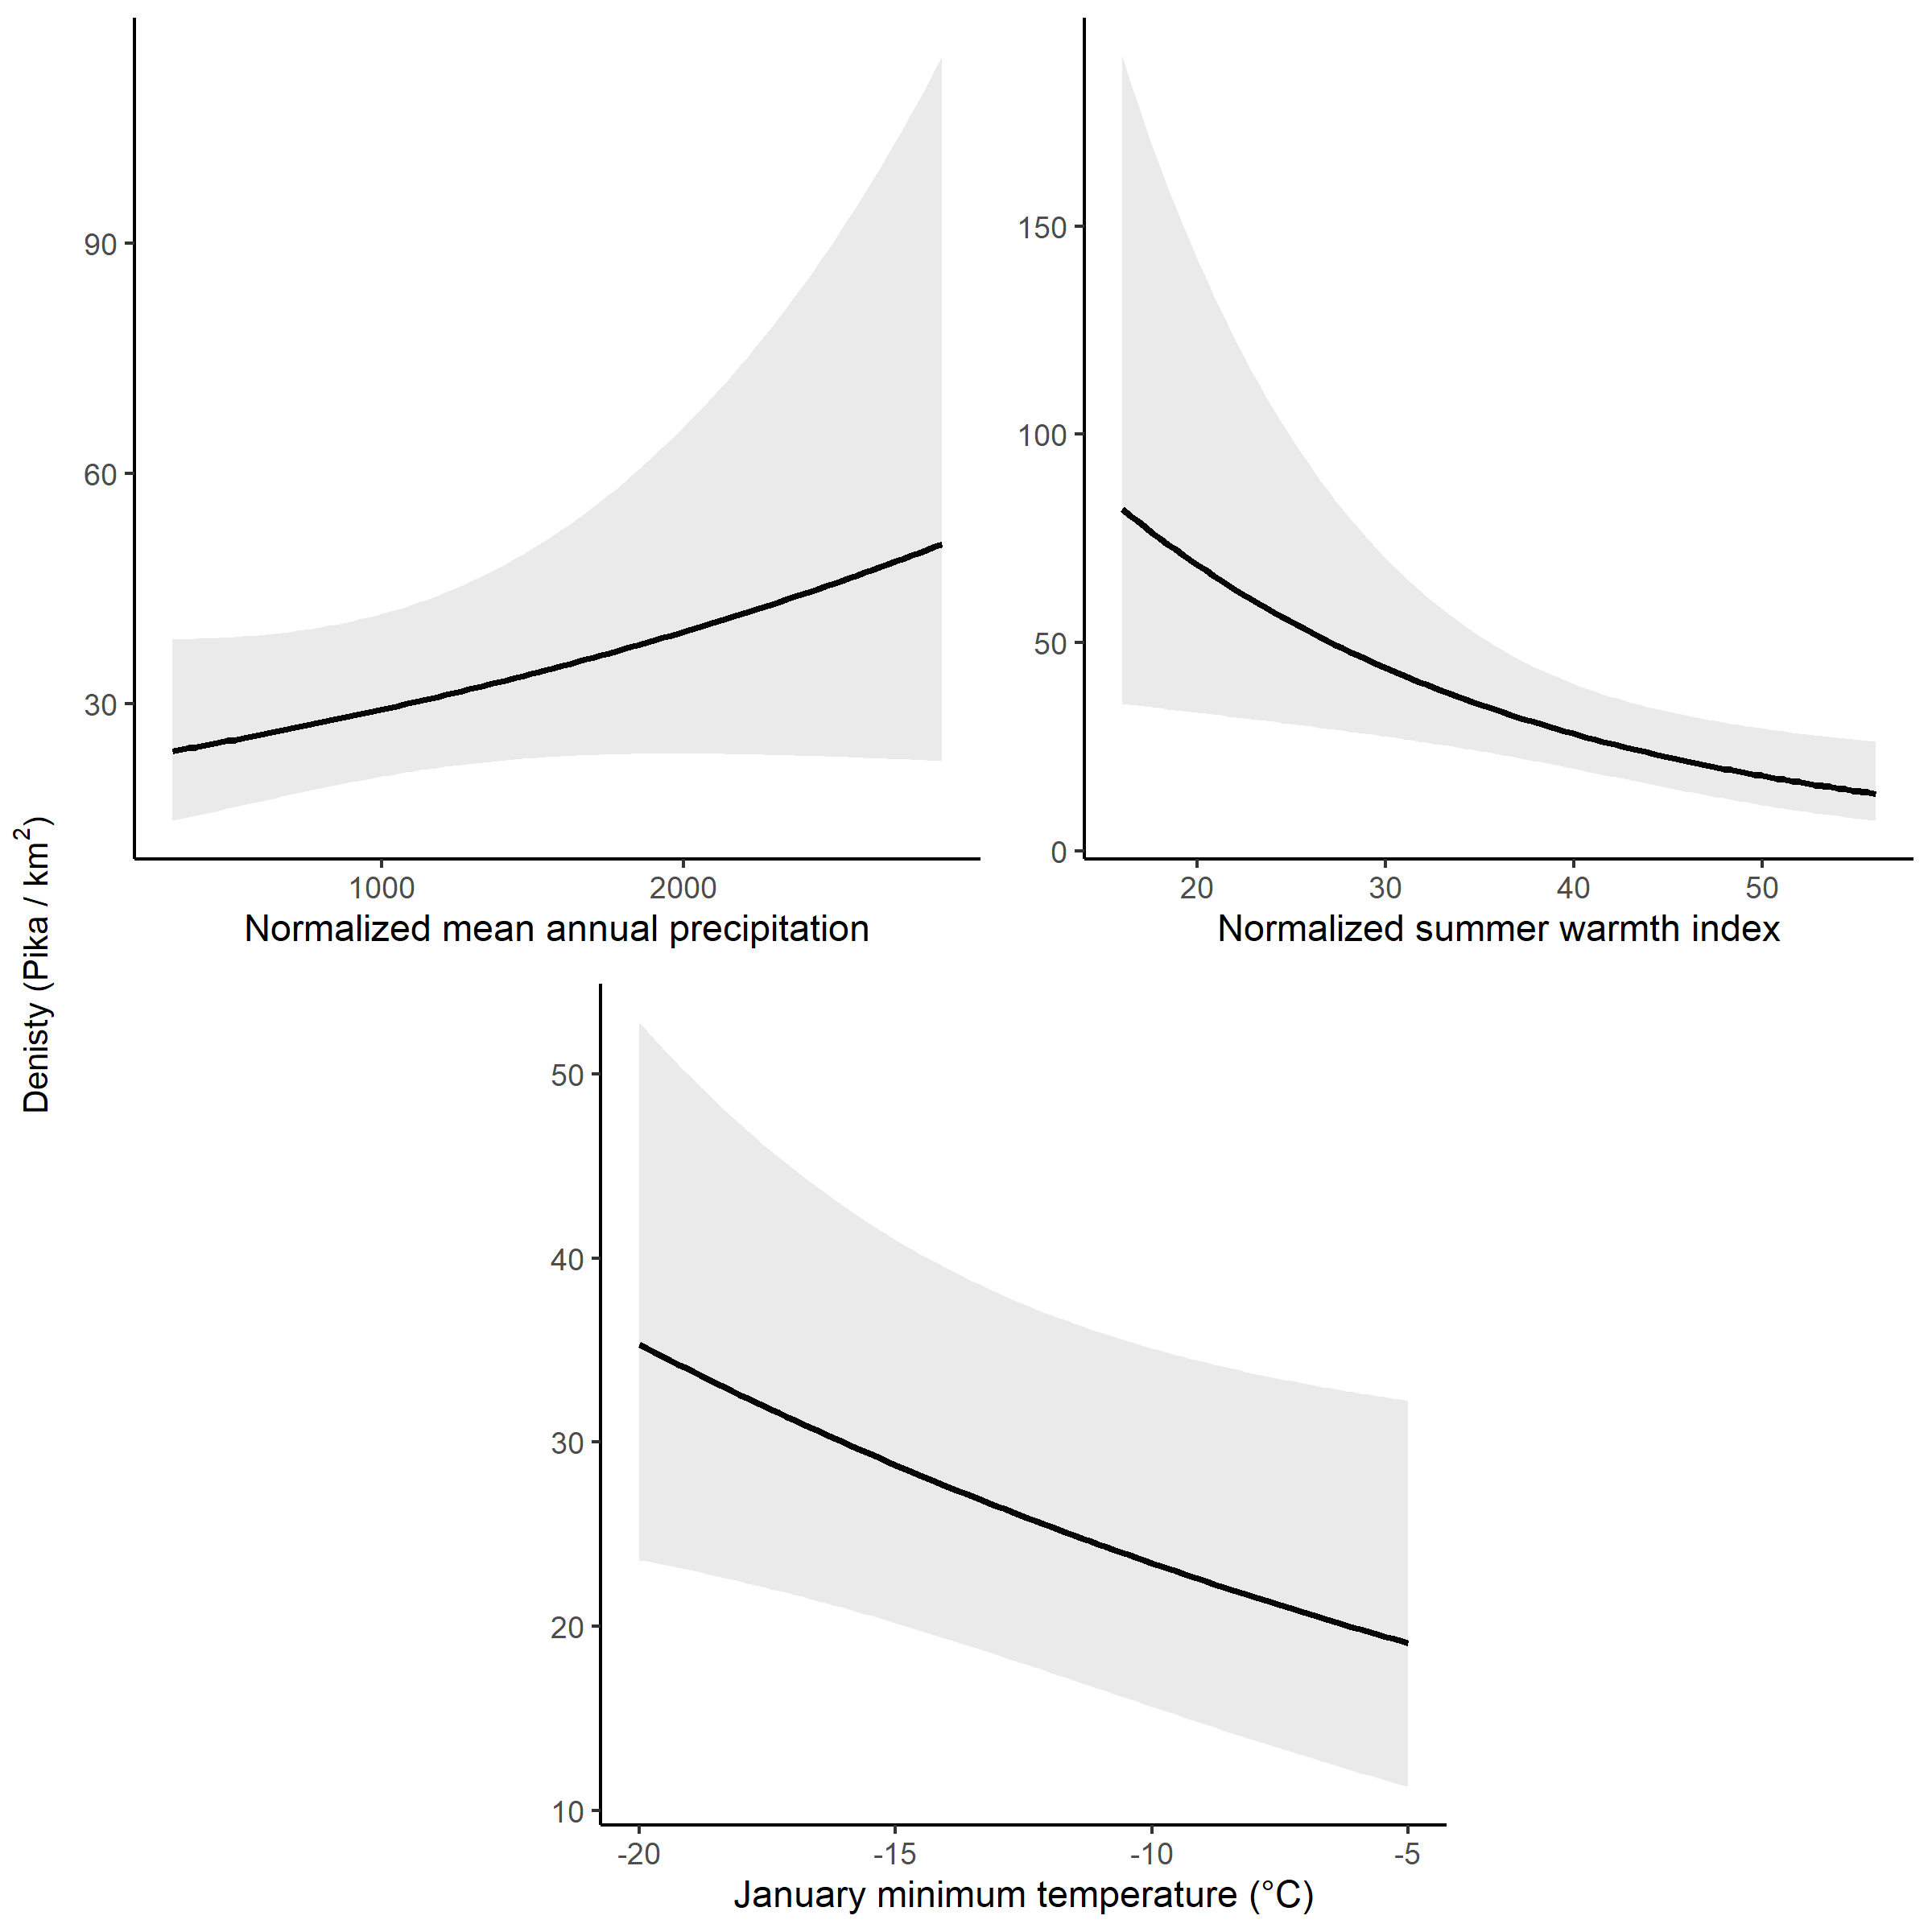 Denisty (Pika / km²)
90
60
30
1000 2000
Normalized mean annual precipitation
150
100
50
0
20 30 40 50
Normalized summer warmth index
50
40
30
20
10
-20 -15 -10 -5
January minimum temperature (°C)